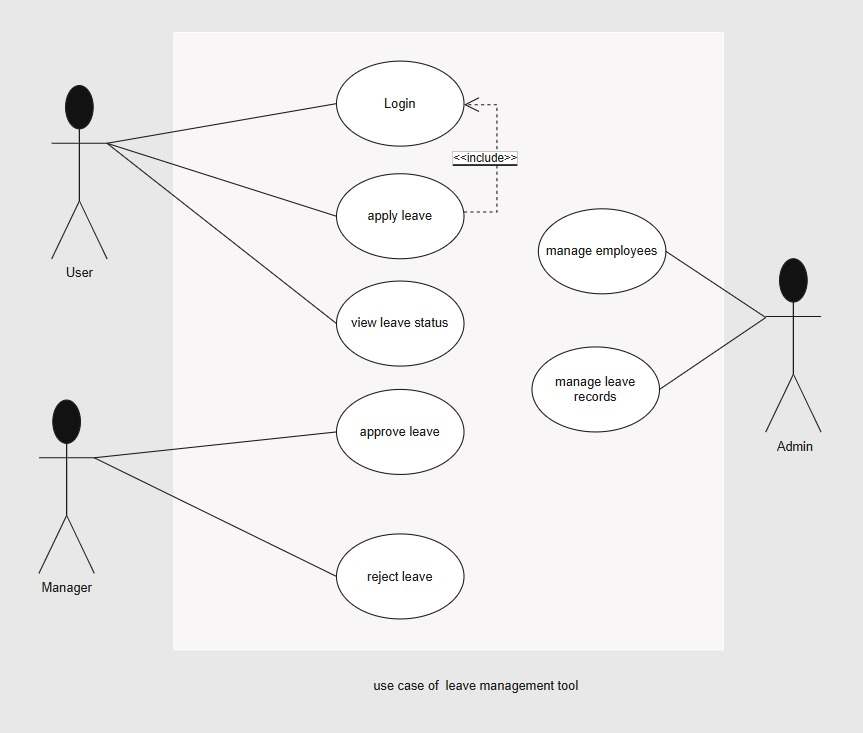 Login
<<include>>
apply leave
manage employees
User
view leave status
manage leave
records
approve leave
Admin
reject leave
Manager
use case of  leave management tool